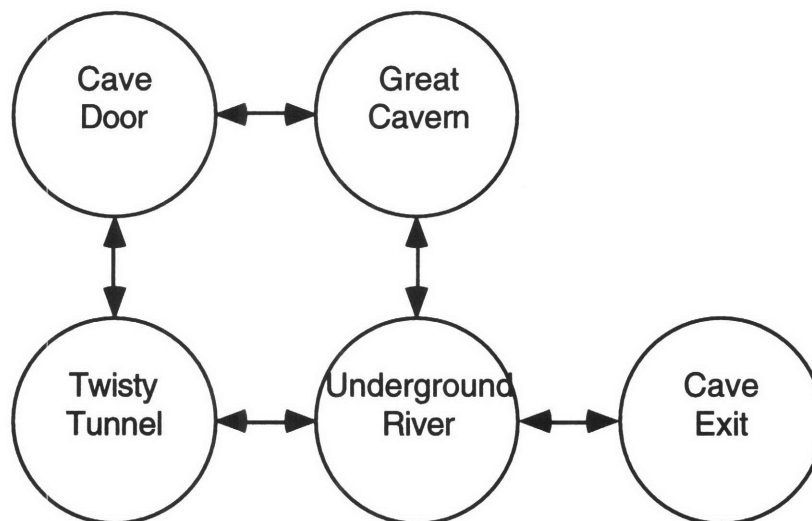 Cave
Door
Great
Cavern
Twisty
Tunnel
Underground
River
Cave
Exit